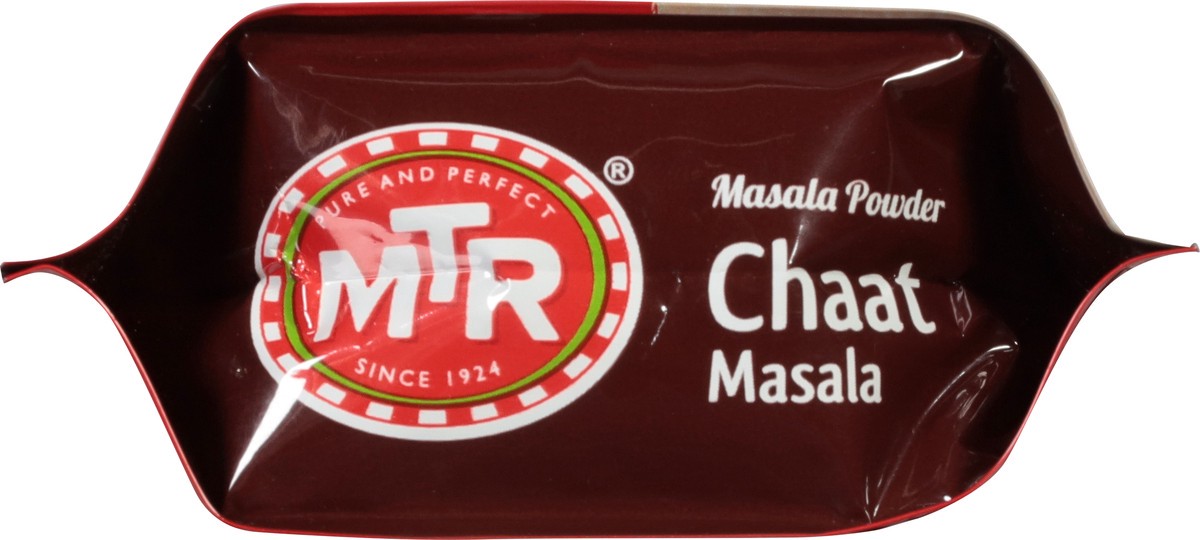 PURE AND PERFECT
MTR
SINCE 1924
®
Masala Powder
Chaat
Masala